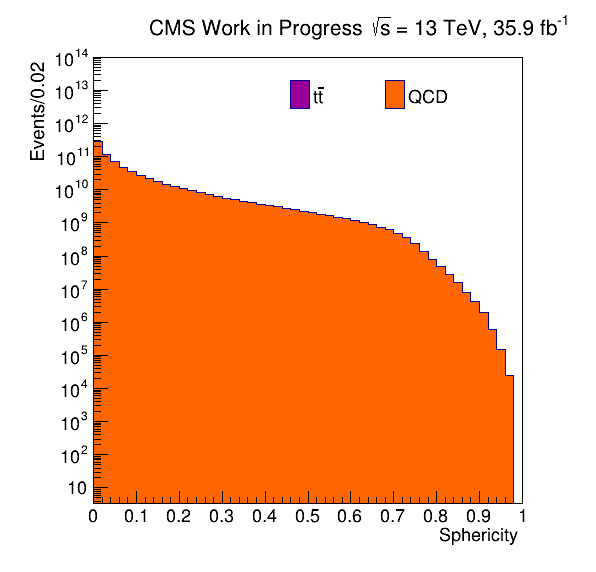 CMS Work in Progress √s = 13 TeV, 35.9 fb⁻¹
Events/0.02
tt̄
QCD
10¹⁴
10¹³
10¹²
10¹¹
10¹⁰
10⁹
10⁸
10⁷
10⁶
10⁵
10⁴
10³
10²
10
0 0.1 0.2 0.3 0.4 0.5 0.6 0.7 0.8 0.9 1
Sphericity